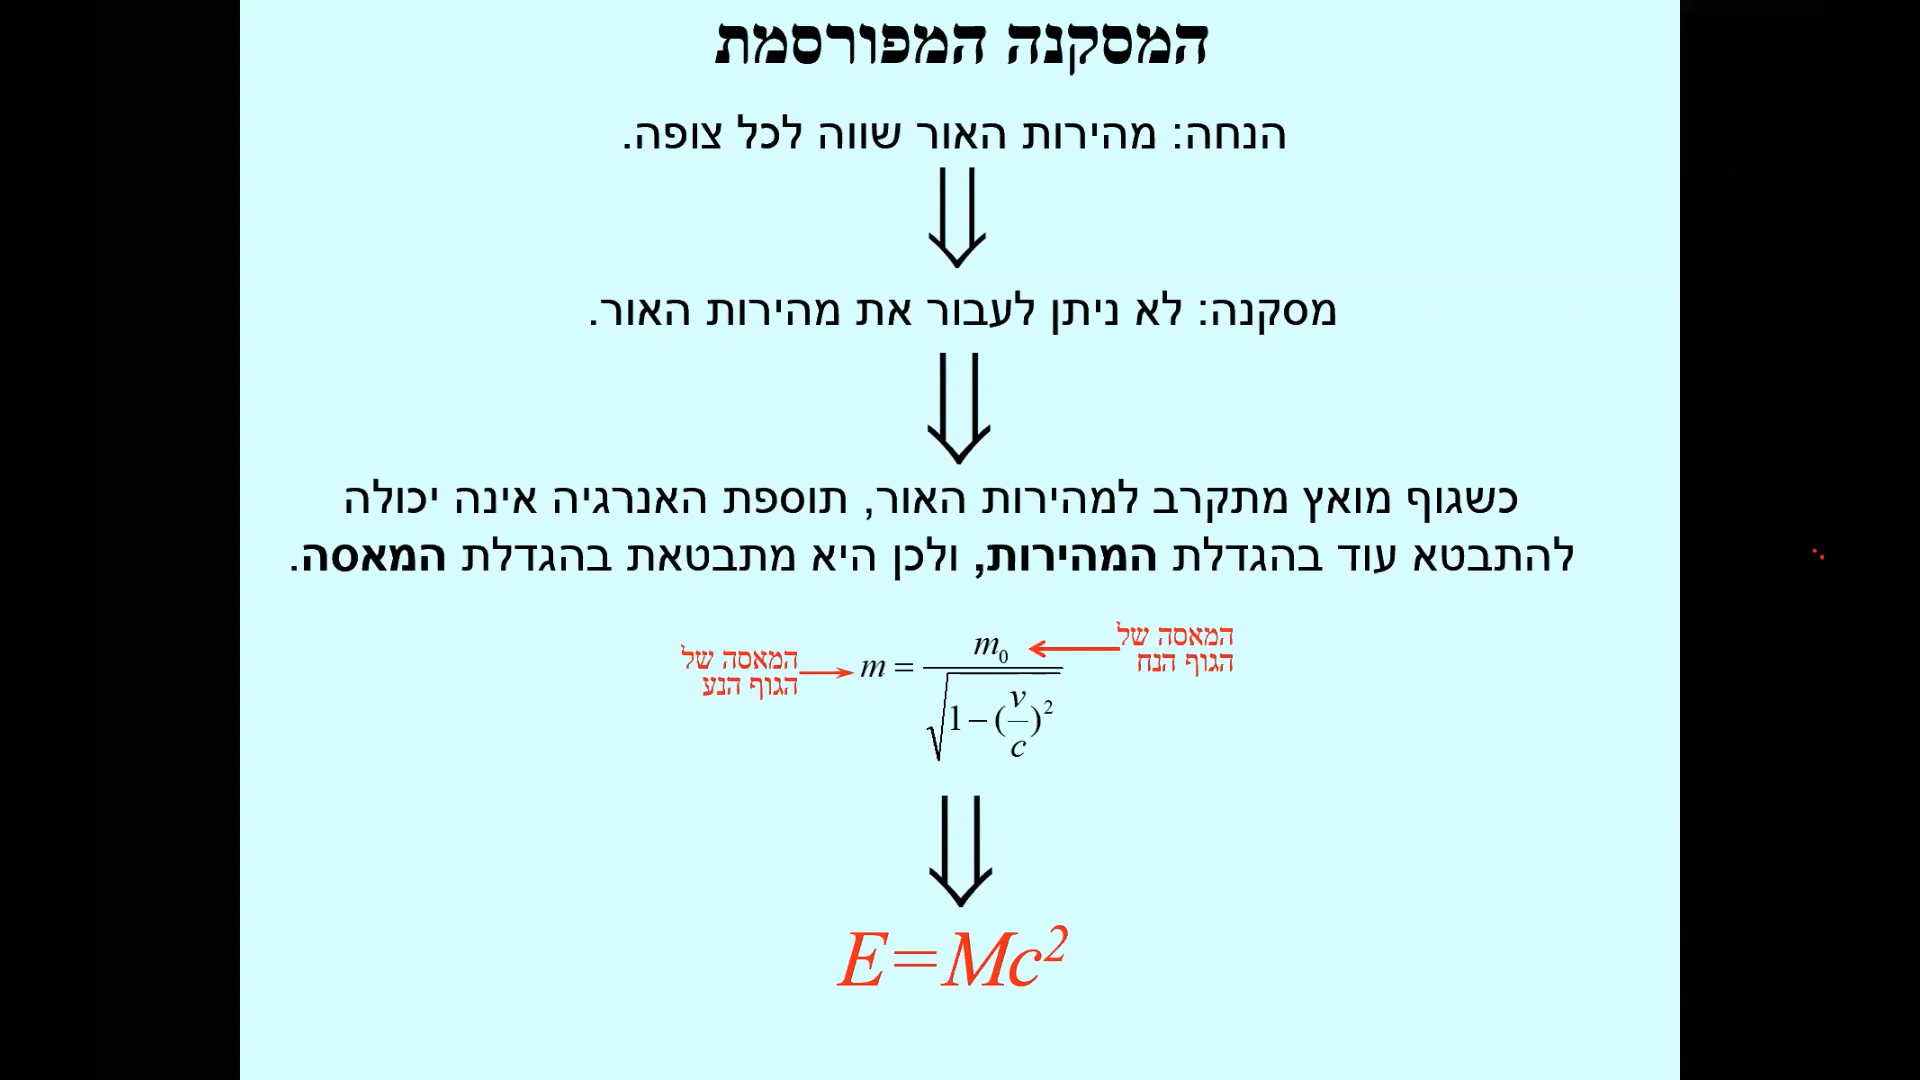 המסקנה המפורסמת
הנחה: מהירות האור שווה לכל צופה.
מסקנה: לא ניתן לעבור את מהירות האור.
כשגוף מואץ מתקרב למהירות האור, תוספת האנרגיה אינה יכולה
להתבטא עוד בהגדלת המהירות, ולכן היא מתבטאת בהגדלת המאסה.
המאסה של
הגוף הנח
m = m₀ / √(1 − (v/c)²)
המאסה של
הגוף הנע
E=Mc²